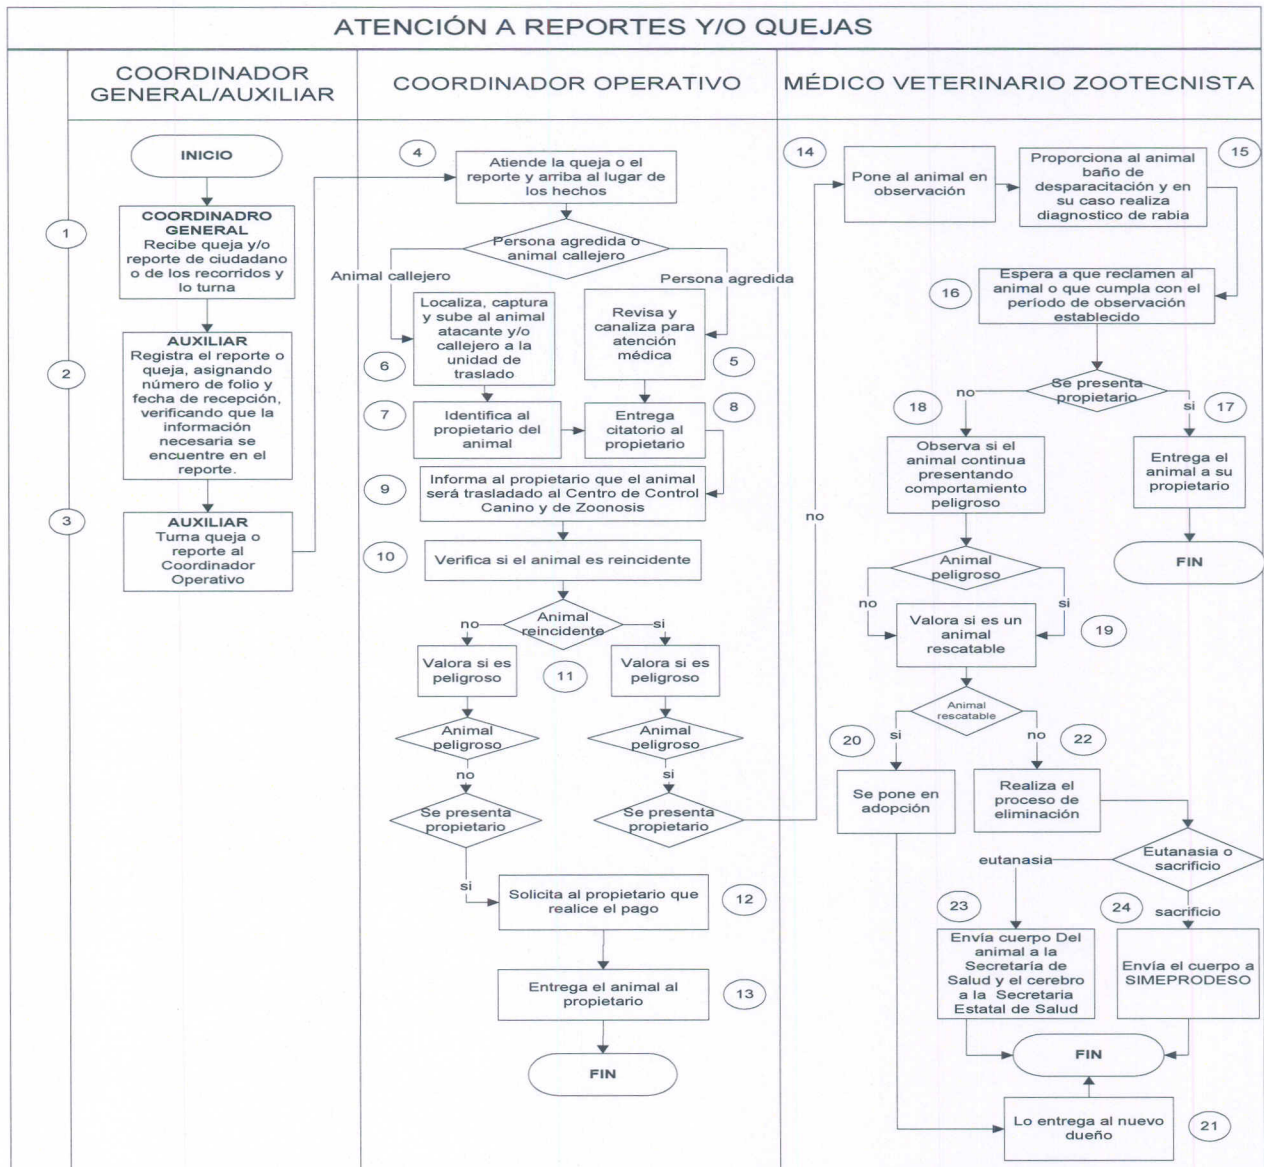 ATENCIÓN A REPORTES Y/O QUEJAS
COORDINADOR
GENERAL/AUXILIAR
COORDINADOR OPERATIVO
MÉDICO VETERINARIO ZOOTECNISTA
INICIO
1
COORDINADRO
GENERAL
Recibe queja y/o
reporte de ciudadano
o de los recorridos y
lo turna
2
AUXILIAR
Registra el reporte o
queja, asignando
número de folio y
fecha de recepción,
verificando que la
información
necesaria se
encuentre en el
reporte.
3
AUXILIAR
Turna queja o
reporte al
Coordinador
Operativo
4
Atiende la queja o el
reporte y arriba al lugar de
los hechos
Persona agredida o
animal callejero
Animal callejero
Persona agredida
Localiza, captura
y sube al animal
atacante y/o
callejero a la
unidad de
traslado
6
Revisa y
canaliza para
atención
médica
5
7
Identifica al
propietario del
animal
Entrega
citatorio al
propietario
8
9
Informa al propietario que el animal
será trasladado al Centro de Control
Canino y de Zoonosis
10
Verifica si el animal es reincidente
Animal
reincidente
no
si
Valora si es
peligroso
11
Valora si es
peligroso
Animal
peligroso
Animal
peligroso
no
si
Se presenta
propietario
Se presenta
propietario
si
no
Solicita al propietario que
realice el pago
12
Entrega el animal al
propietario
13
FIN
14
Pone al animal en
observación
Proporciona al animal
baño de
desparacitación y en
su caso realiza
diagnostico de rabia
15
16
Espera a que reclamen al
animal o que cumpla con el
período de observación
establecido
Se presenta
propietario
no
si
18
17
Observa si el
animal continua
presentando
comportamiento
peligroso
Entrega el
animal a su
propietario
FIN
Animal
peligroso
no
si
Valora si es un
animal
rescatable
19
Animal
rescatable
20
si
no
22
Se pone en
adopción
Realiza el
proceso de
eliminación
Eutanasia o
sacrificio
eutanasia
sacrificio
23
24
Envía cuerpo Del
animal a la
Secretaría de
Salud y el cerebro
a la Secretaria
Estatal de Salud
Envía el cuerpo a
SIMEPRODESO
FIN
Lo entrega al nuevo
dueño
21